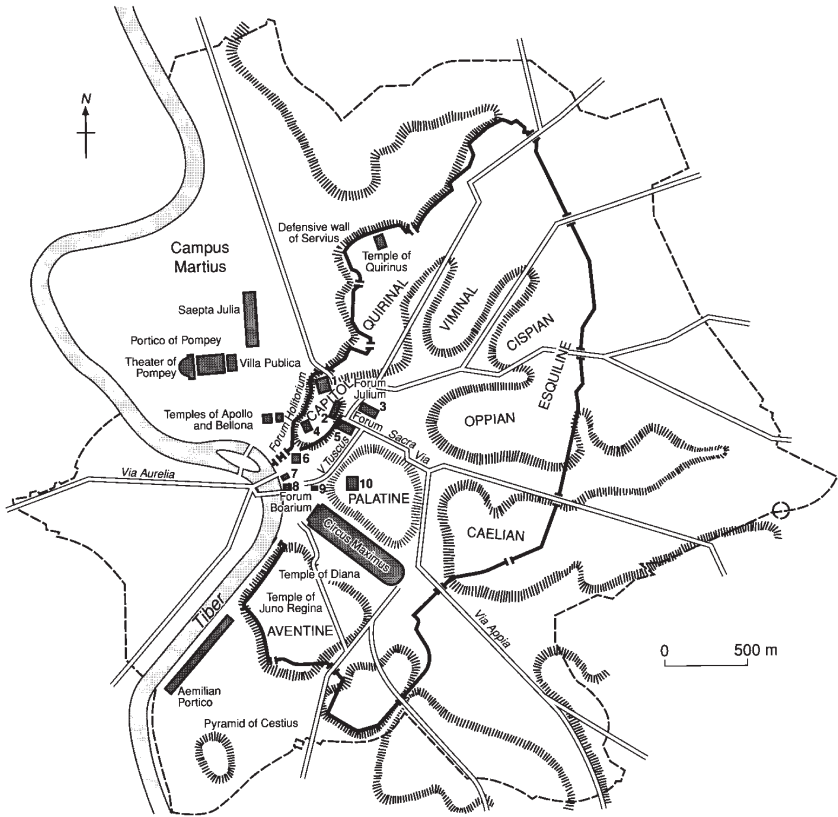 N
Campus
Martius
Defensive wall
of Servius
Temple of
Quirinus
Saepta Julia
QUIRINAL
VIMINAL
CISPIAN
Portico of Pompey
Theater of
Pompey
Villa Publica
ESQUILINE
Forum Holitorium
CAPITOL
Forum
Julium
Temples of Apollo
and Bellona
2
3
4
5
Forum
Sacra Via
OPPIAN
V Tuscus
6
Via Aurelia
7
8
9
10
Forum
Boarium
PALATINE
Circus Maximus
CAELIAN
Temple of Diana
Temple of
Juno Regina
AVENTINE
Tiber
Via Appia
0
500 m
Aemilian
Portico
Pyramid of Cestius